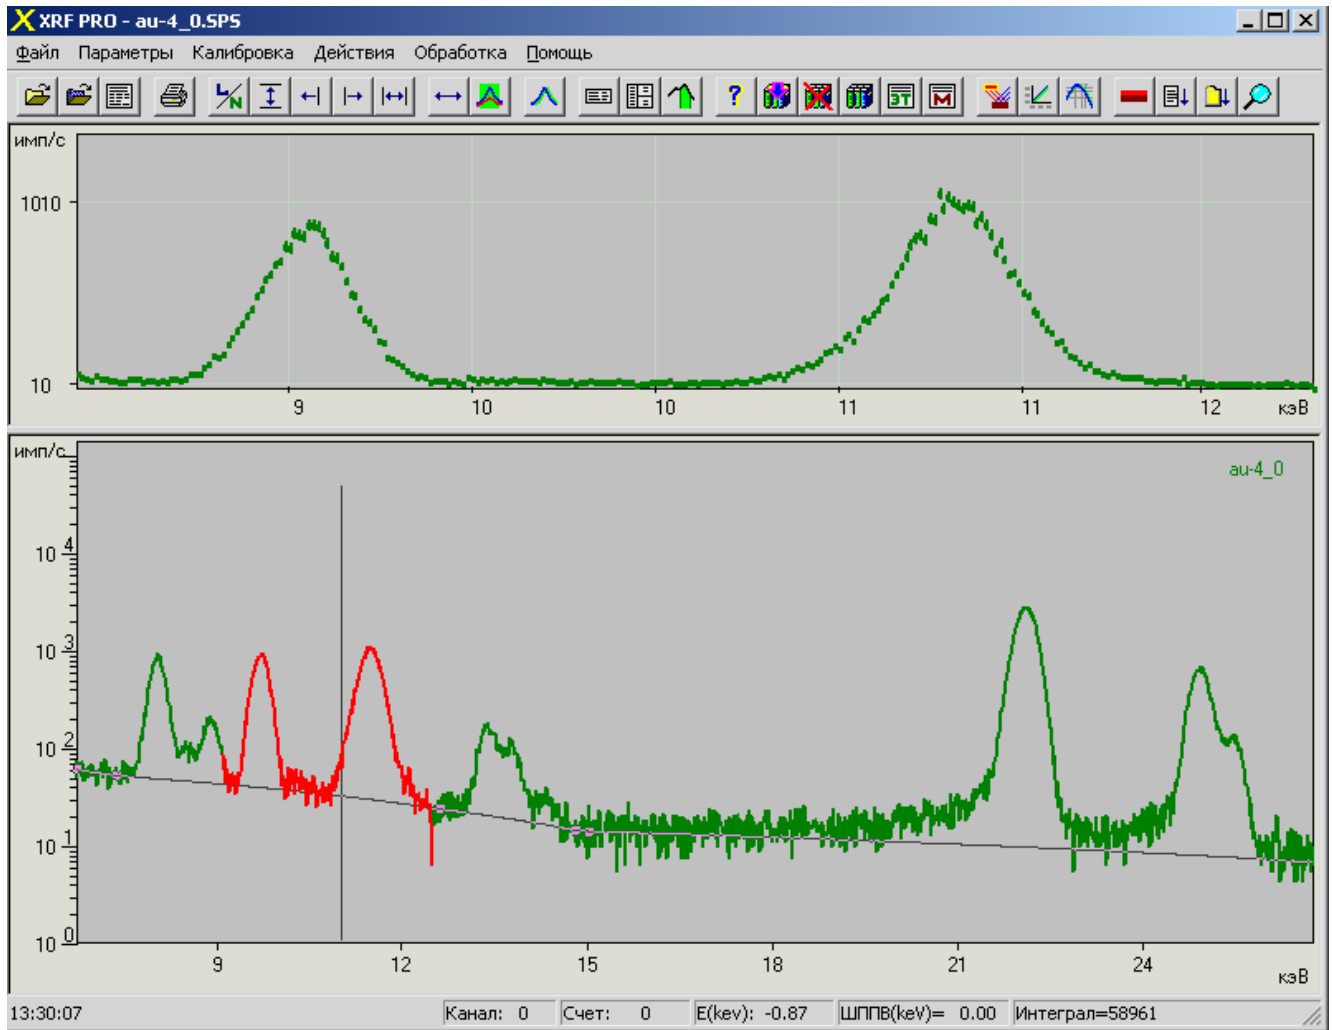 XRF PRO - au-4_0.SPS
Файл Параметры Калибровка Действия Обработка Помощь
L/N ? ЭТ М
имп/с
1010
10
9 10 10 11 11 12 кэВ
имп/с
au-4_0
10 4
10 3
10 2
10 1
10 0
9 12 15 18 21 24
кэВ
13:30:07 Канал: 0 Счет: 0 E(kev): -0.87 ШППВ(keV)= 0.00 Интеграл=58961